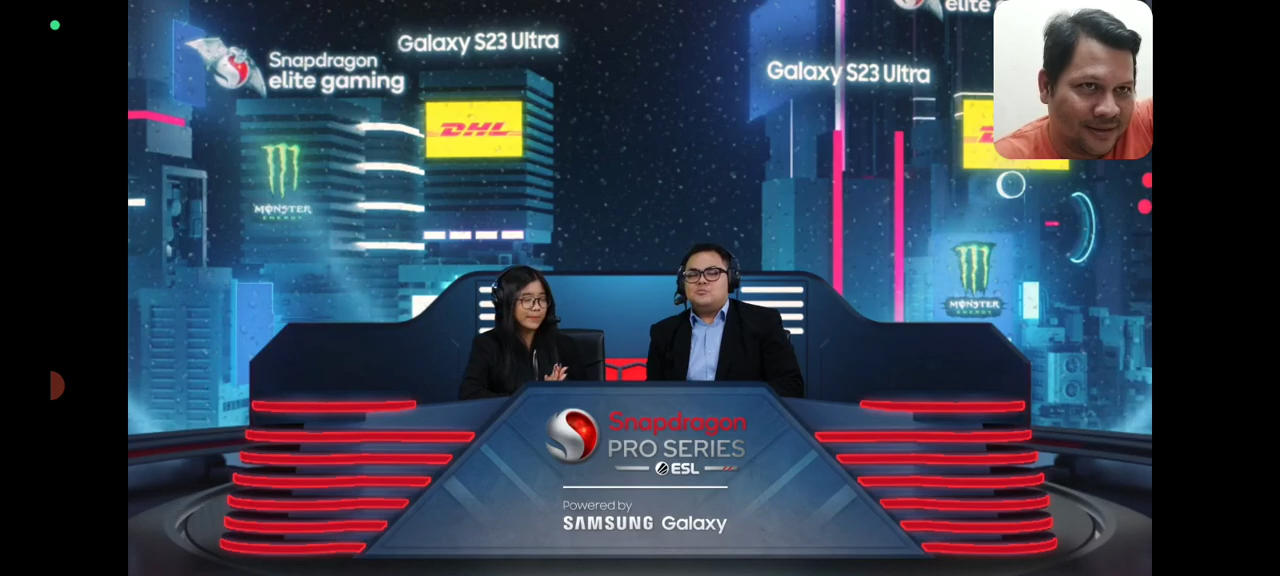 elite
Galaxy S23 Ultra
Snapdragon
elite gaming
Galaxy S23 Ultra
DHL
MONSTER
ENERGY
MONSTER
ENERGY
Snapdragon
PRO SERIES
ESL
Powered by
SAMSUNG Galaxy